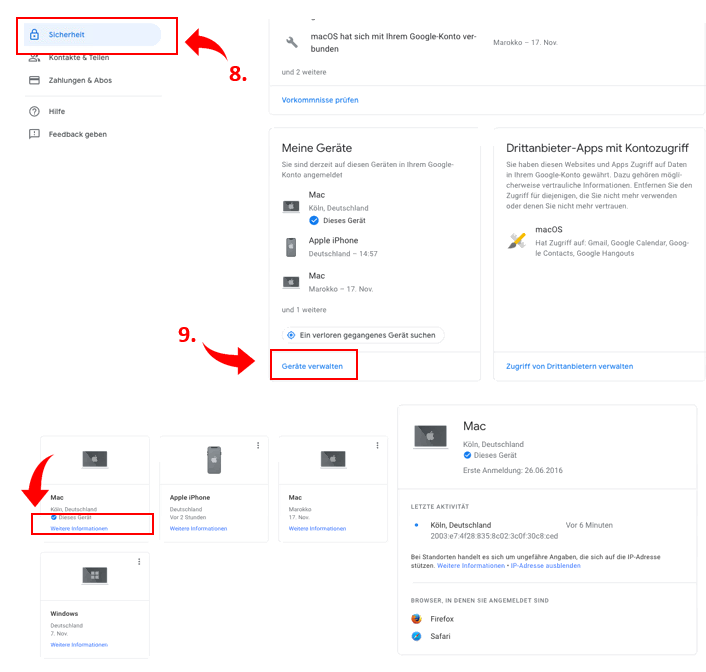 Sicherheit
Kontakte & Teilen
Zahlungen & Abos
Hilfe
Feedback geben
8.
macOS hat sich mit Ihrem Google-Konto ver-
bunden
Marokko – 17. Nov.
und 2 weitere
Vorkommnisse prüfen
Meine Geräte
Sie sind derzeit auf diesen Geräten in Ihrem Google-
Konto angemeldet
Mac
Köln, Deutschland
Dieses Gerät
Apple iPhone
Deutschland – 14:57
Mac
Marokko – 17. Nov.
und 1 weitere
Ein verloren gegangenes Gerät suchen
9.
Geräte verwalten
Drittanbieter-Apps mit Kontozugriff
Sie haben diesen Websites und Apps Zugriff auf Daten
in Ihrem Google-Konto gewährt. Dazu gehören mögli-
cherweise vertrauliche Informationen. Entfernen Sie den
Zugriff für diejenigen, die Sie nicht mehr verwenden
oder denen Sie nicht mehr vertrauen.
macOS
Hat Zugriff auf: Gmail, Google Calendar, Goog-
le Contacts, Google Hangouts
Zugriff von Drittanbietern verwalten
Mac
Köln, Deutschland
Dieses Gerät
Weitere Informationen
Apple iPhone
Deutschland
Vor 2 Stunden
Weitere Informationen
Mac
Marokko
17. Nov.
Weitere Informationen
Windows
Deutschland
7. Nov.
Weitere Informationen
Mac
Köln, Deutschland
Dieses Gerät
Erste Anmeldung: 26.06.2016
LETZTE AKTIVITÄT
Köln, Deutschland Vor 6 Minuten
2003:e7:4f28:835:8c02:3c0f:30c8:ced
Bei Standorten handelt es sich um ungefähre Angaben, die sich auf die IP-Adresse
stützen. Weitere Informationen • IP-Adresse ausblenden
BROWSER, IN DENEN SIE ANGEMELDET SIND
Firefox
Safari